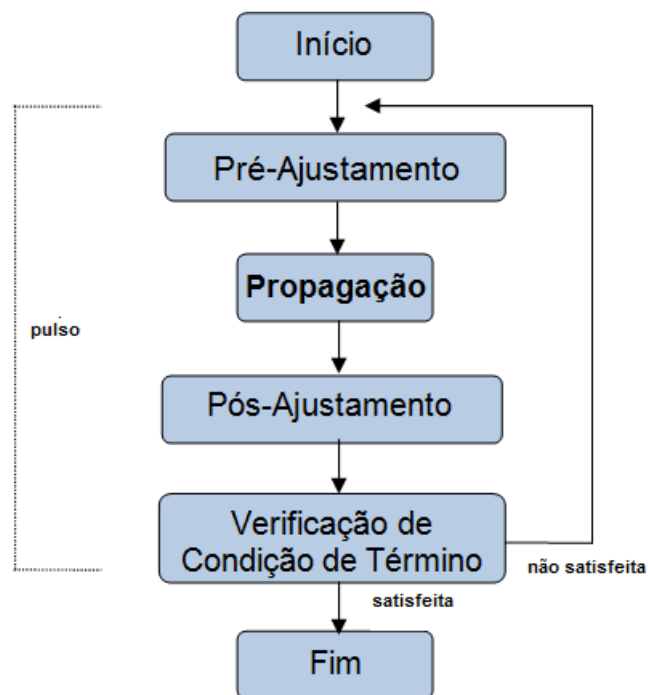 Início
Pré-Ajustamento
Propagação
pulso
Pós-Ajustamento
Verificação de
Condição de Término
não satisfeita
satisfeita
Fim